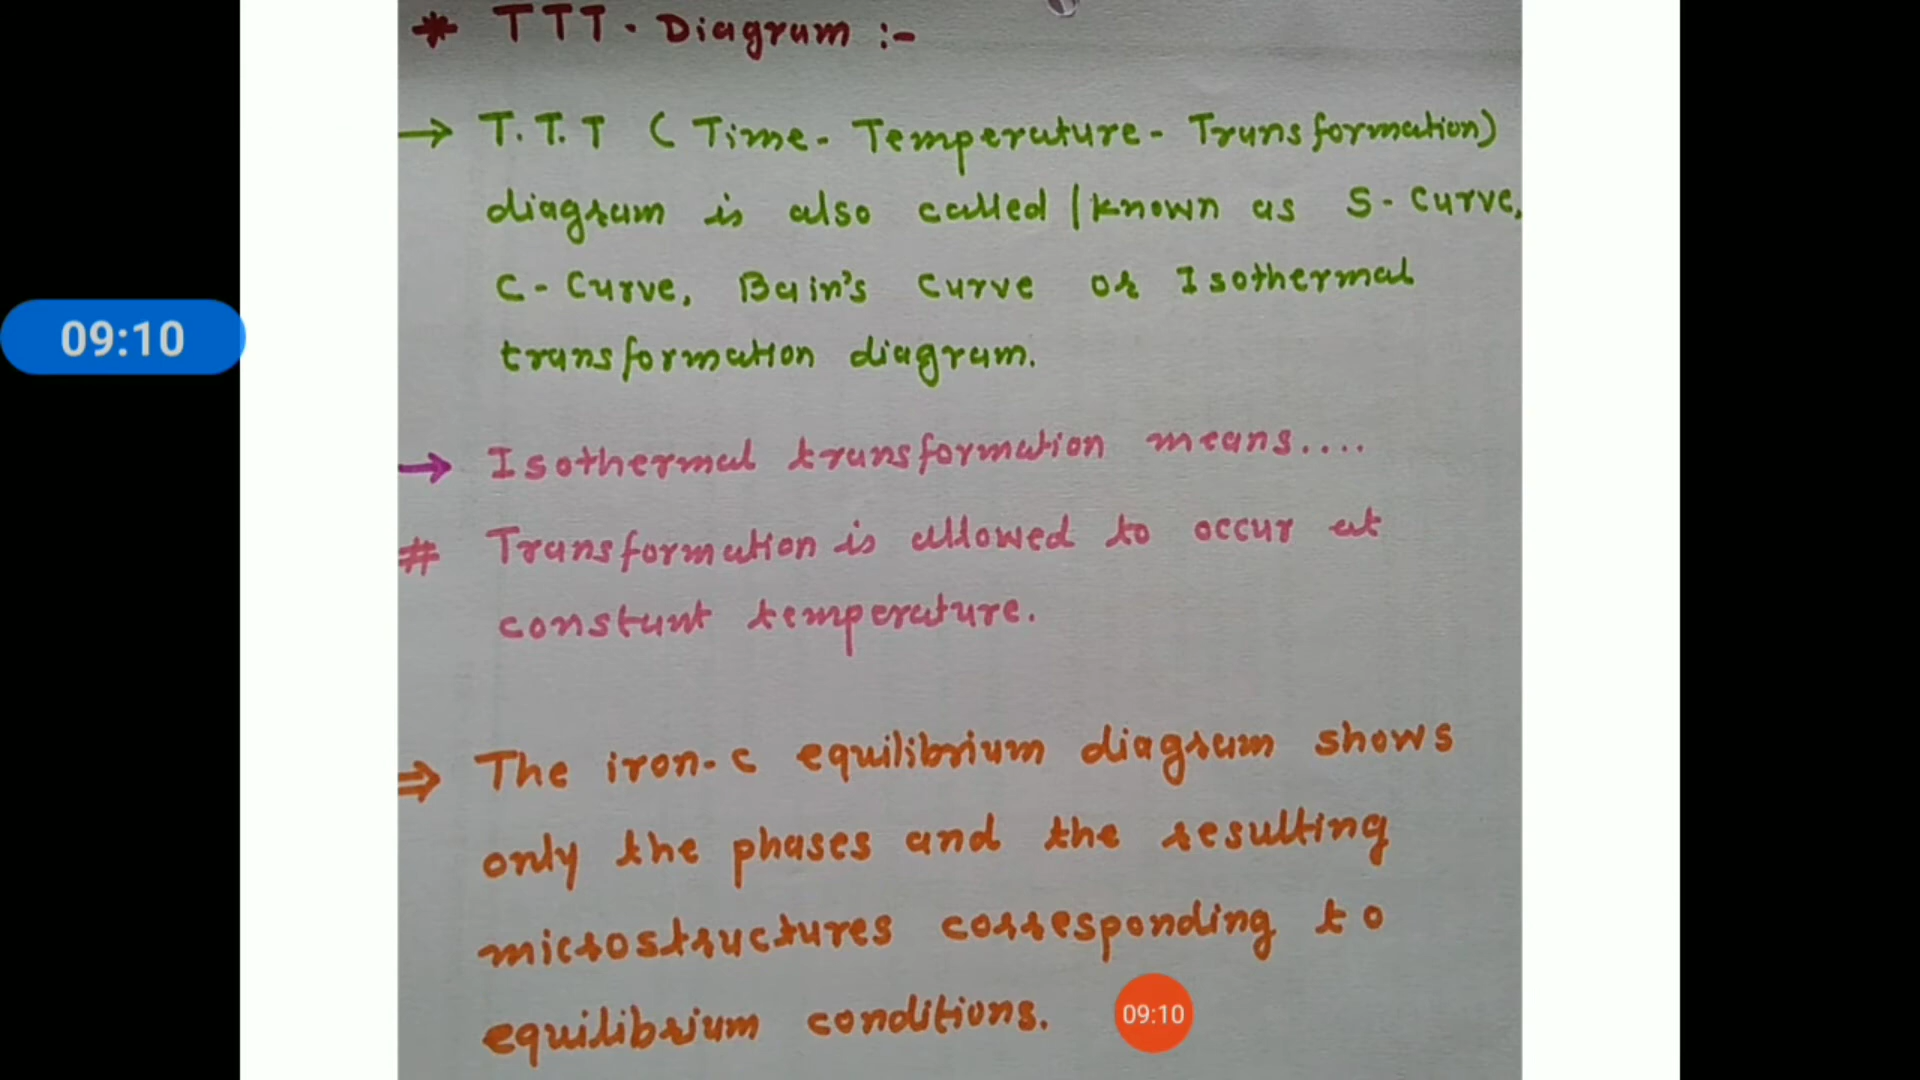 * TTT - Diagram :-
→ T.T.T (Time - Temperature - Transformation)
diagram is also called / known as S - Curve,
C - Curve, Bain's Curve or Isothermal
transformation diagram.
09:10
→ Isothermal transformation means....
# Transformation is allowed to occur at
constant temperature.
⇒ The iron - c equilibrium diagram shows
only the phases and the resulting
microstructures corresponding to
equilibrium conditions.
09:10